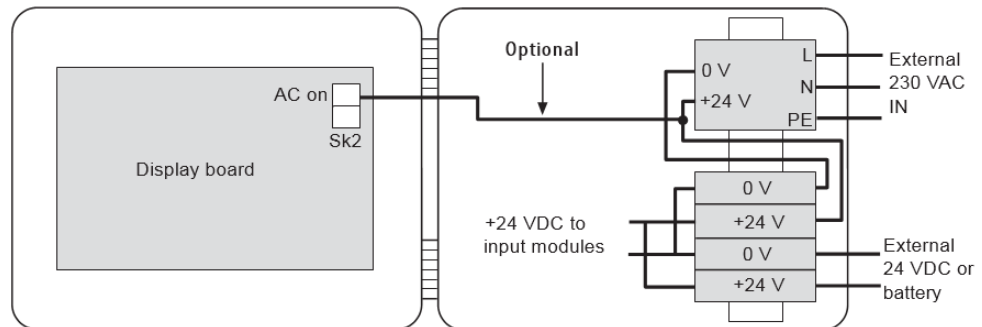 Optional
L
External
0 V
230 VAC
N
IN
+24 V
PE
AC on
Sk2
Display board
0 V
+24 VDC to
input modules
+24 V
0 V
External
24 VDC or
+24 V
battery